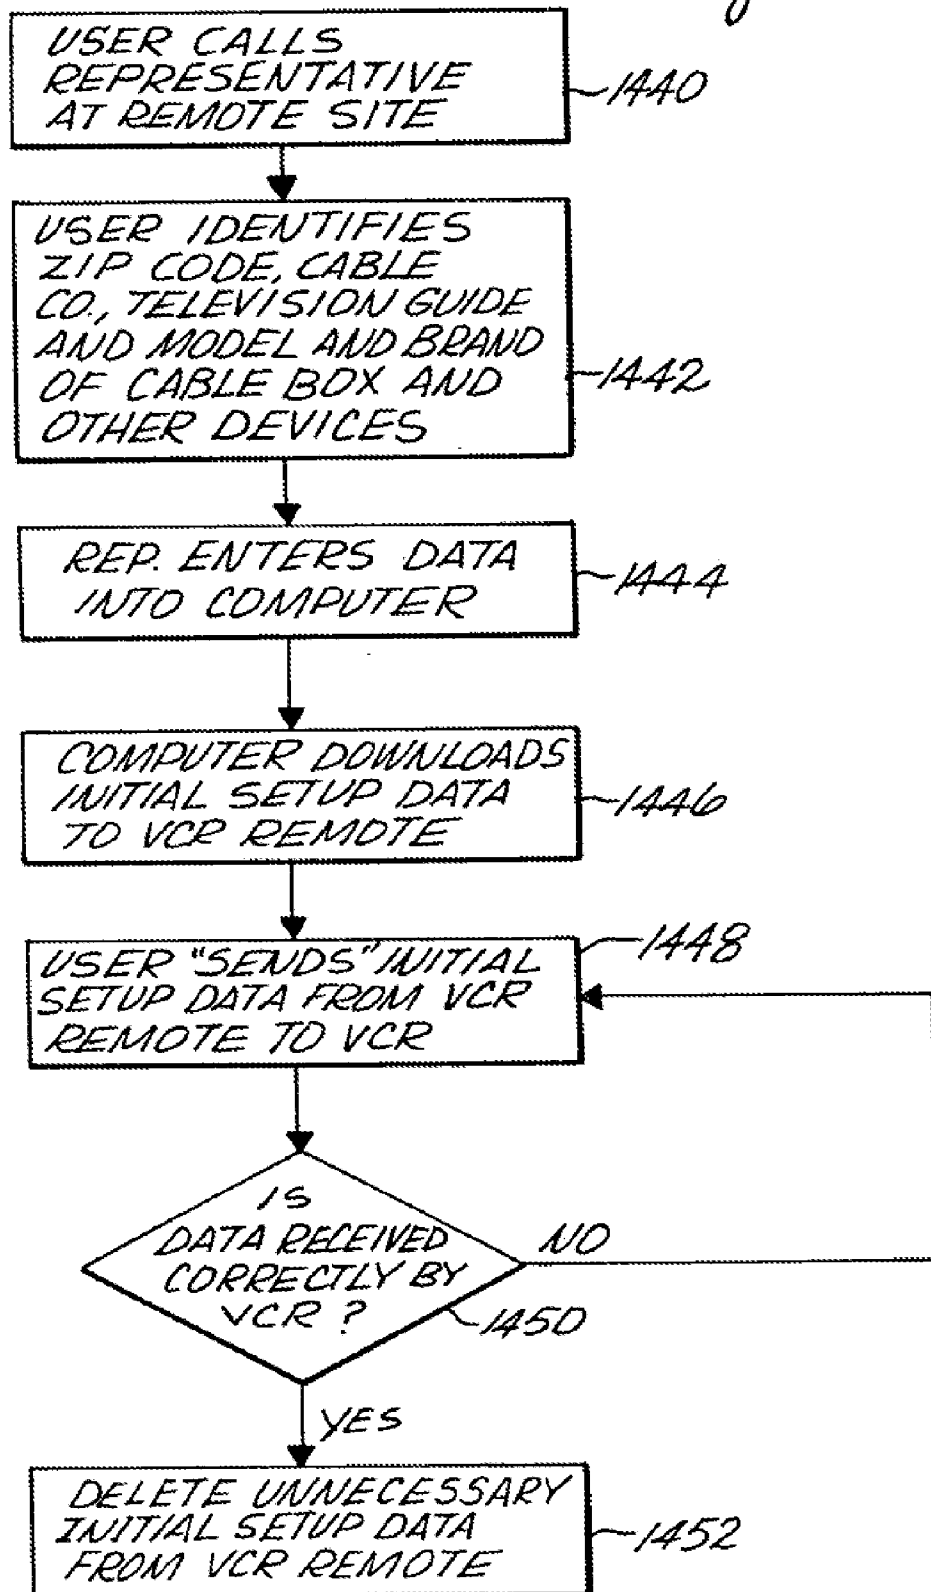 USER CALLS
REPRESENTATIVE
AT REMOTE SITE
1440
USER IDENTIFIES
ZIP CODE, CABLE
CO., TELEVISION GUIDE
AND MODEL AND BRAND
OF CABLE BOX AND
OTHER DEVICES
1442
REP. ENTERS DATA
INTO COMPUTER
1444
COMPUTER DOWNLOADS
INITIAL SETUP DATA
TO VCR REMOTE
1446
USER "SENDS" INITIAL
SETUP DATA FROM VCR
REMOTE TO VCR
1448
IS
DATA RECEIVED
CORRECTLY BY
VCR ?
1450
NO
YES
DELETE UNNECESSARY
INITIAL SETUP DATA
FROM VCR REMOTE
1452